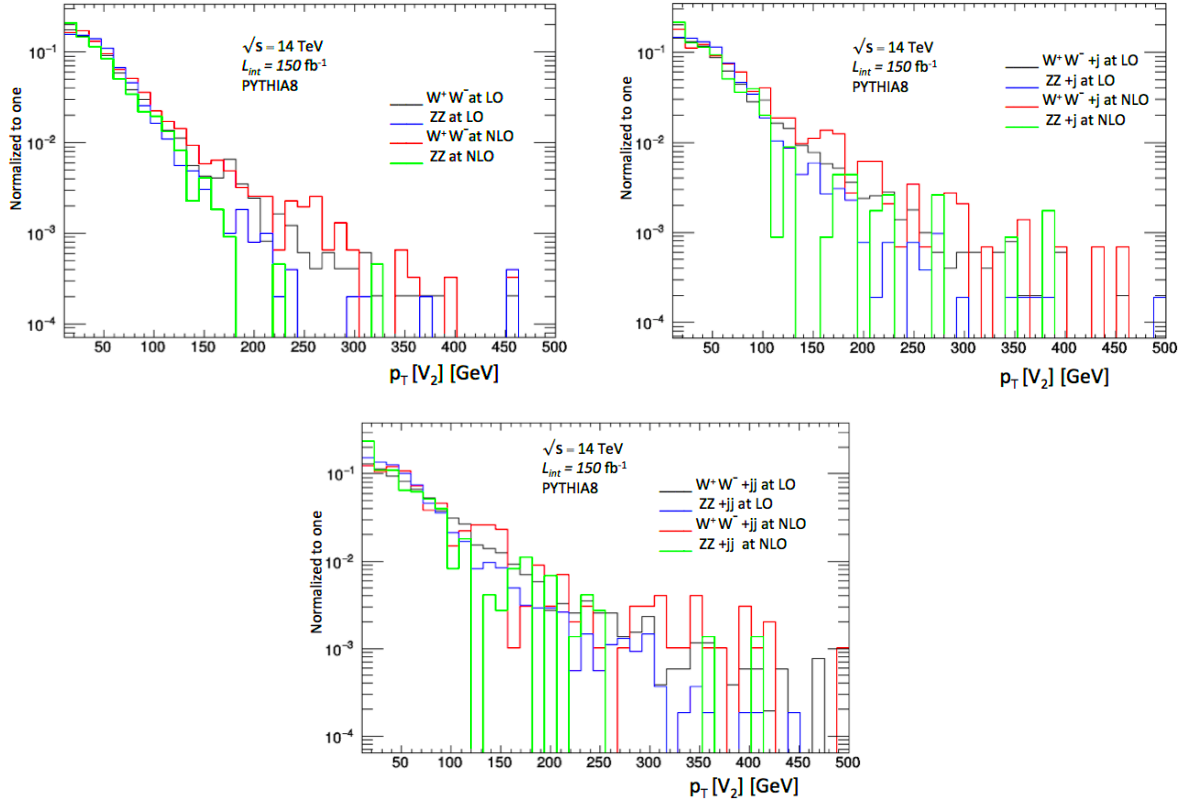 Normalized to one
10⁻¹
10⁻²
10⁻³
10⁻⁴
√s = 14 TeV
L_int = 150 fb⁻¹
PYTHIA8
W⁺W⁻ at LO
ZZ at LO
W⁺W⁻ at NLO
ZZ at NLO
50 100 150 200 250 300 350 400 450 500
p_T [V₂] [GeV]
Normalized to one
10⁻¹
10⁻²
10⁻³
10⁻⁴
√s = 14 TeV
L_int = 150 fb⁻¹
PYTHIA8
W⁺W⁻ +j at LO
ZZ +j at LO
W⁺W⁻ +j at NLO
ZZ +j at NLO
50 100 150 200 250 300 350 400 450 500
p_T [V₂] [GeV]
Normalized to one
10⁻¹
10⁻²
10⁻³
10⁻⁴
√s = 14 TeV
L_int = 150 fb⁻¹
PYTHIA8
W⁺W⁻ +jj at LO
ZZ +jj at LO
W⁺W⁻ +jj at NLO
ZZ +jj at NLO
50 100 150 200 250 300 350 400 450 500
p_T [V₂] [GeV]